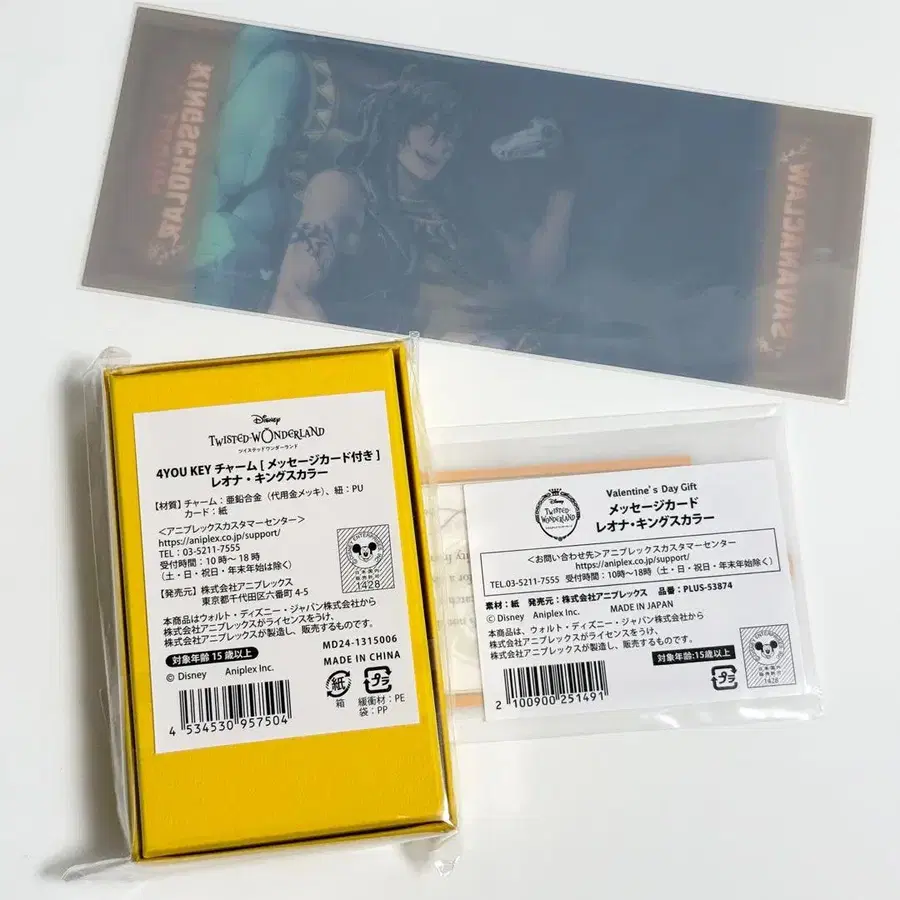 KINGSCHOLAR
SAVANACLAW
Disney
TWISTED-WONDERLAND
ツイステッドワンダーランド
4YOU KEY チャーム [ メッセージカード付き ]
レオナ・キングスカラー
【材質】チャーム：亜鉛合金（代用金メッキ）、紐：PU
カード：紙
＜アニプレックスカスタマーセンター＞
https://aniplex.co.jp/support/
TEL：03-5211-7555
受付時間：10時〜18時
（土・日・祝日・年末年始は除く）
【発売元】株式会社アニプレックス
東京都千代田区六番町 4-5
本商品はウォルト・ディズニー・ジャパン株式会社から
株式会社アニプレックスがライセンスをうけ、
株式会社アニプレックスが製造し、販売するものです。
MD24-1315006
対象年齢 15 歳以上
MADE IN CHINA
© Disney Aniplex Inc.
1428
4 534530 957504
紙
箱
プラ
緩衝材：PE
袋：PP
Disney
TWISTED-WONDERLAND
Valentine's Day Gift
メッセージカード
レオナ・キングスカラー
＜お問い合わせ先＞アニプレックスカスタマーセンター
https://aniplex.co.jp/support/
TEL.03-5211-7555 受付時間：10時〜18時（土・日・祝日・年末年始除く）
素材：紙 発売元：株式会社アニプレックス 品番：PLUS-53874
© Disney Aniplex Inc. MADE IN JAPAN
本商品は、ウォルト・ディズニー・ジャパン株式会社から
株式会社アニプレックスがライセンスをうけ、
株式会社アニプレックスが製造し、販売するものです。
対象年齢:15歳以上
プラ
1428
2 100900 251491